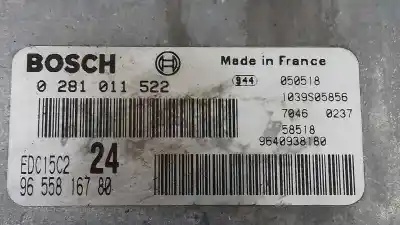 BOSCH
Made in France
0 281 011 522
944 050518
1039S05856
7046 0237
58518
9640938180
EDC15C2 24
96 558 167 80